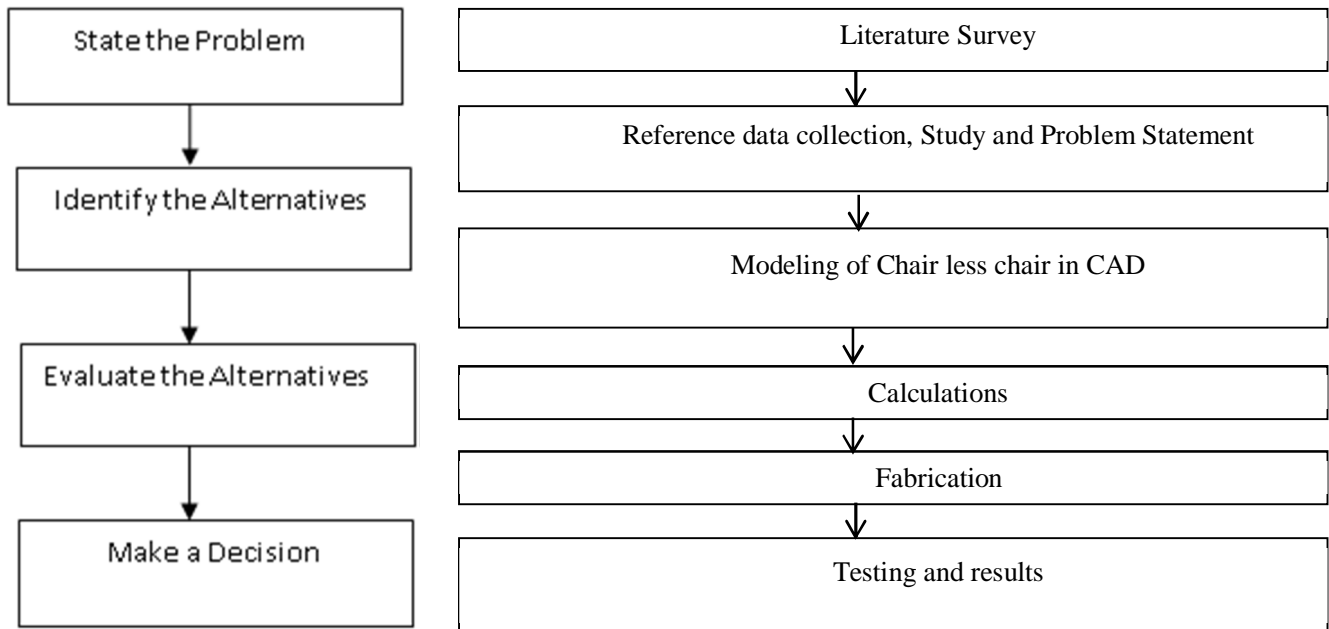 State the Problem
Identify the Alternatives
Evaluate the Alternatives
Make a Decision
Literature Survey
Reference data collection, Study and Problem Statement
Modeling of Chair less chair in CAD
Calculations
Fabrication
Testing and results